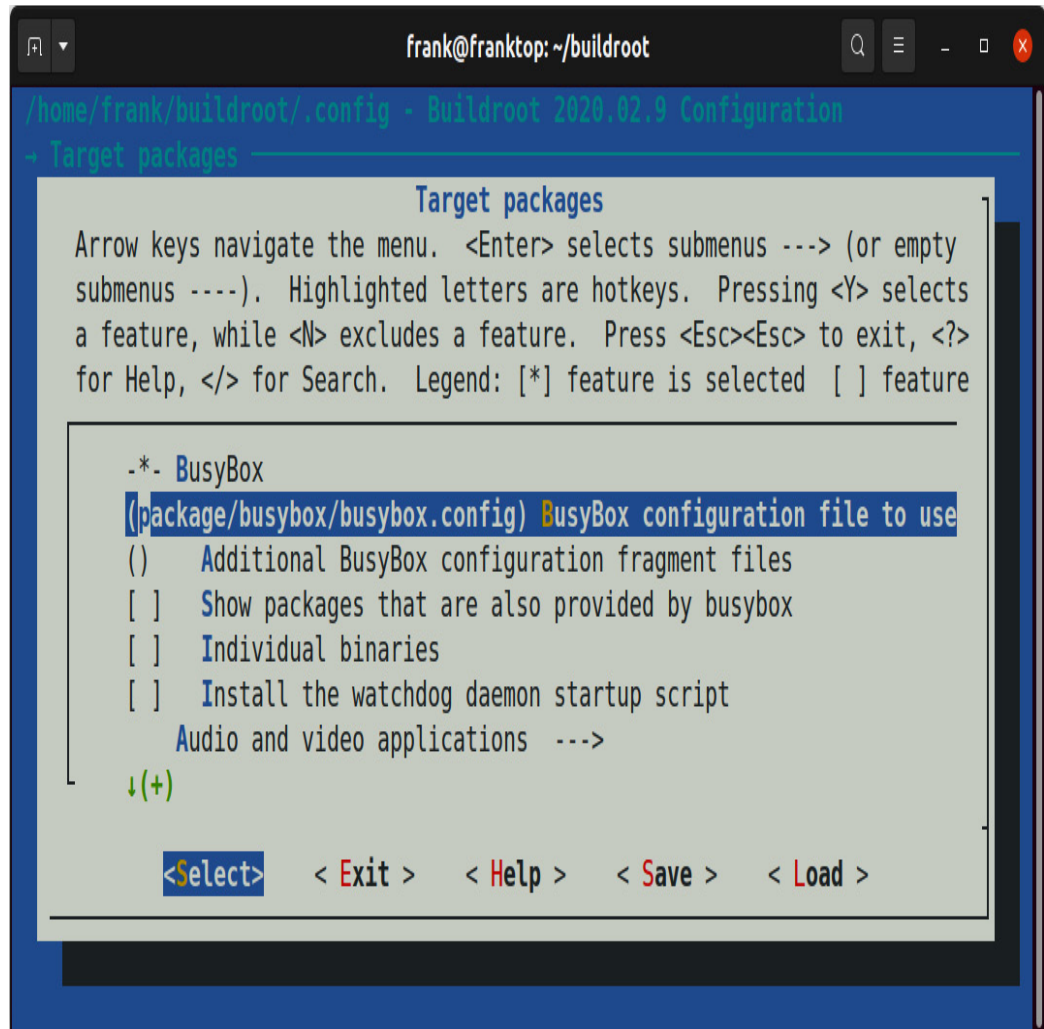 frank@franktop: ~/buildroot
/home/frank/buildroot/.config - Buildroot 2020.02.9 Configuration
→ Target packages
Target packages
Arrow keys navigate the menu.  <Enter> selects submenus ---> (or empty
submenus ----).  Highlighted letters are hotkeys.  Pressing <Y> selects
a feature, while <N> excludes a feature.  Press <Esc><Esc> to exit, <?>
for Help, </> for Search.  Legend: [*] feature is selected  [ ] feature
-*- BusyBox
(package/busybox/busybox.config) BusyBox configuration file to use
()    Additional BusyBox configuration fragment files
[ ]   Show packages that are also provided by busybox
[ ]   Individual binaries
[ ]   Install the watchdog daemon startup script
Audio and video applications  --->
↓(+)
<Select>    < Exit >    < Help >    < Save >    < Load >